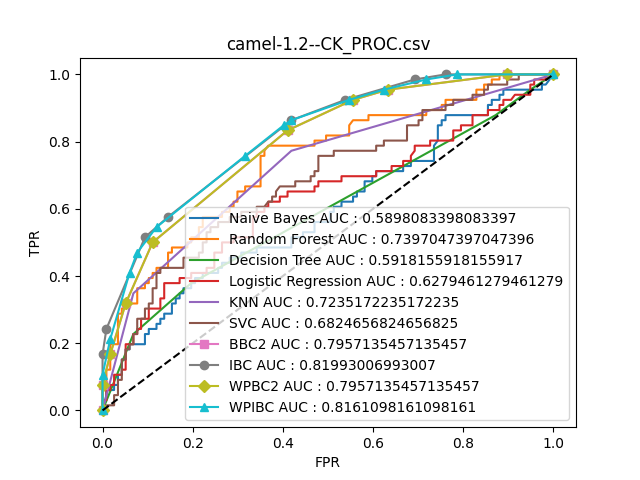 camel-1.2--CK_PROC.csv
TPR
1.0
0.8
0.6
0.4
0.2
0.0
Naive Bayes AUC : 0.5898083398083397
Random Forest AUC : 0.7397047397047396
Decision Tree AUC : 0.5918155918155917
Logistic Regression AUC : 0.6279461279461279
KNN AUC : 0.7235172235172235
SVC AUC : 0.6824656824656825
BBC2 AUC : 0.7957135457135457
IBC AUC : 0.81993006993007
WPBC2 AUC : 0.7957135457135457
WPIBC AUC : 0.8161098161098161
0.0 0.2 0.4 0.6 0.8 1.0
FPR